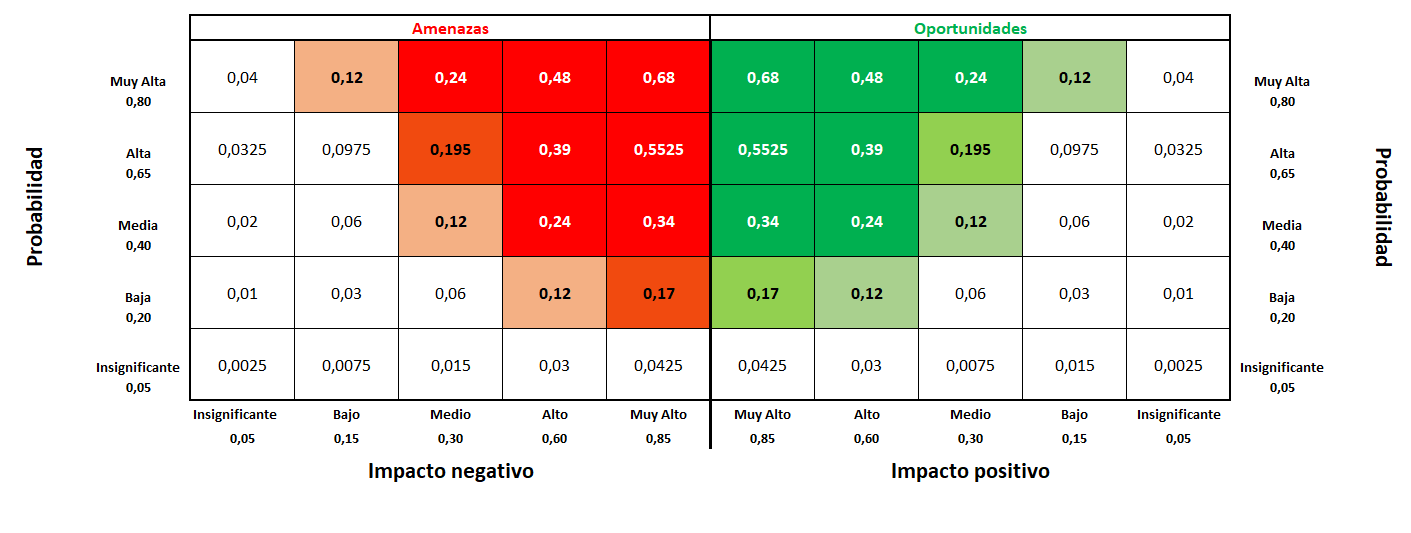 Amenazas Oportunidades
Muy Alta 0,04 0,12 0,24 0,48 0,68 0,68 0,48 0,24 0,12 0,04 Muy Alta
0,80 0,80
Alta 0,0325 0,0975 0,195 0,39 0,5525 0,5525 0,39 0,195 0,0975 0,0325 Alta
0,65 0,65
Probabilidad Probabilidad
Media 0,02 0,06 0,12 0,24 0,34 0,34 0,24 0,12 0,06 0,02 Media
0,40 0,40
Baja 0,01 0,03 0,06 0,12 0,17 0,17 0,12 0,06 0,03 0,01 Baja
0,20 0,20
Insignificante 0,0025 0,0075 0,015 0,03 0,0425 0,0425 0,03 0,0075 0,015 0,0025 Insignificante
0,05 0,05
Insignificante Bajo Medio Alto Muy Alto Muy Alto Alto Medio Bajo Insignificante
0,05 0,15 0,30 0,60 0,85 0,85 0,60 0,30 0,15 0,05
Impacto negativo Impacto positivo